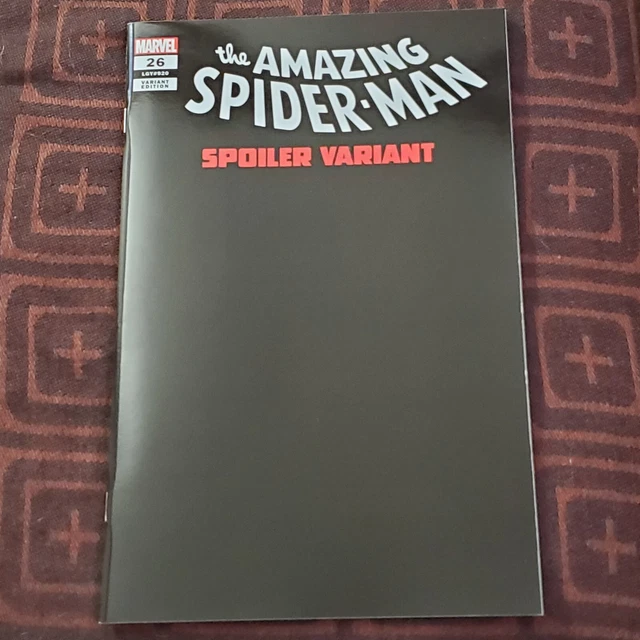 MARVEL
26
LGY#920
VARIANT
EDITION
the AMAZING
SPIDER-MAN
SPOILER VARIANT